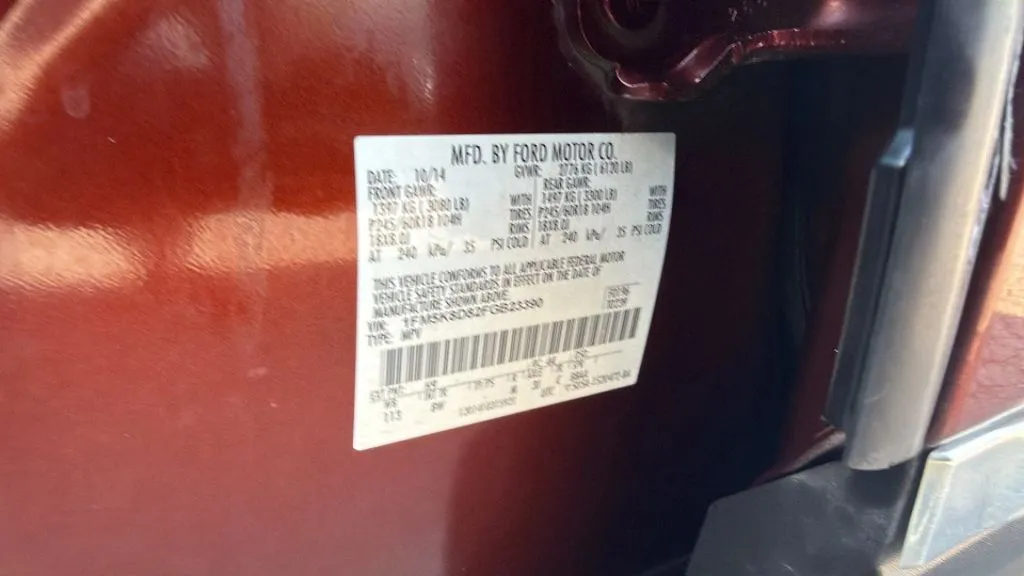 MFD. BY FORD MOTOR CO.
DATE: 10/14 GVWR: 2776 KG ( 6120 LB)
FRONT GAWR: REAR GAWR:
1397 KG ( 3080 LB) WITH 1497 KG ( 3300 LB) WITH
P245/60R18 104H TIRES P245/60R18 104H TIRES
18X8.0J RIMS 18X8.0J RIMS
AT 240 kPa/ 35 PSI COLD AT 240 kPa/ 35 PSI COLD
THIS VEHICLE CONFORMS TO ALL APPLICABLE FEDERAL MOTOR
VEHICLE SAFETY STANDARDS IN EFFECT ON THE DATE OF
MANUFACTURE SHOWN ABOVE.
VIN: 1FM5K8D82FGB23390
TYPE: MPV